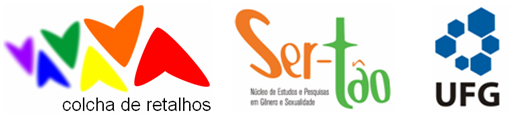 colcha de retalhos
Ser-tão
Núcleo de Estudos e Pesquisas
em Gênero e Sexualidade
UFG